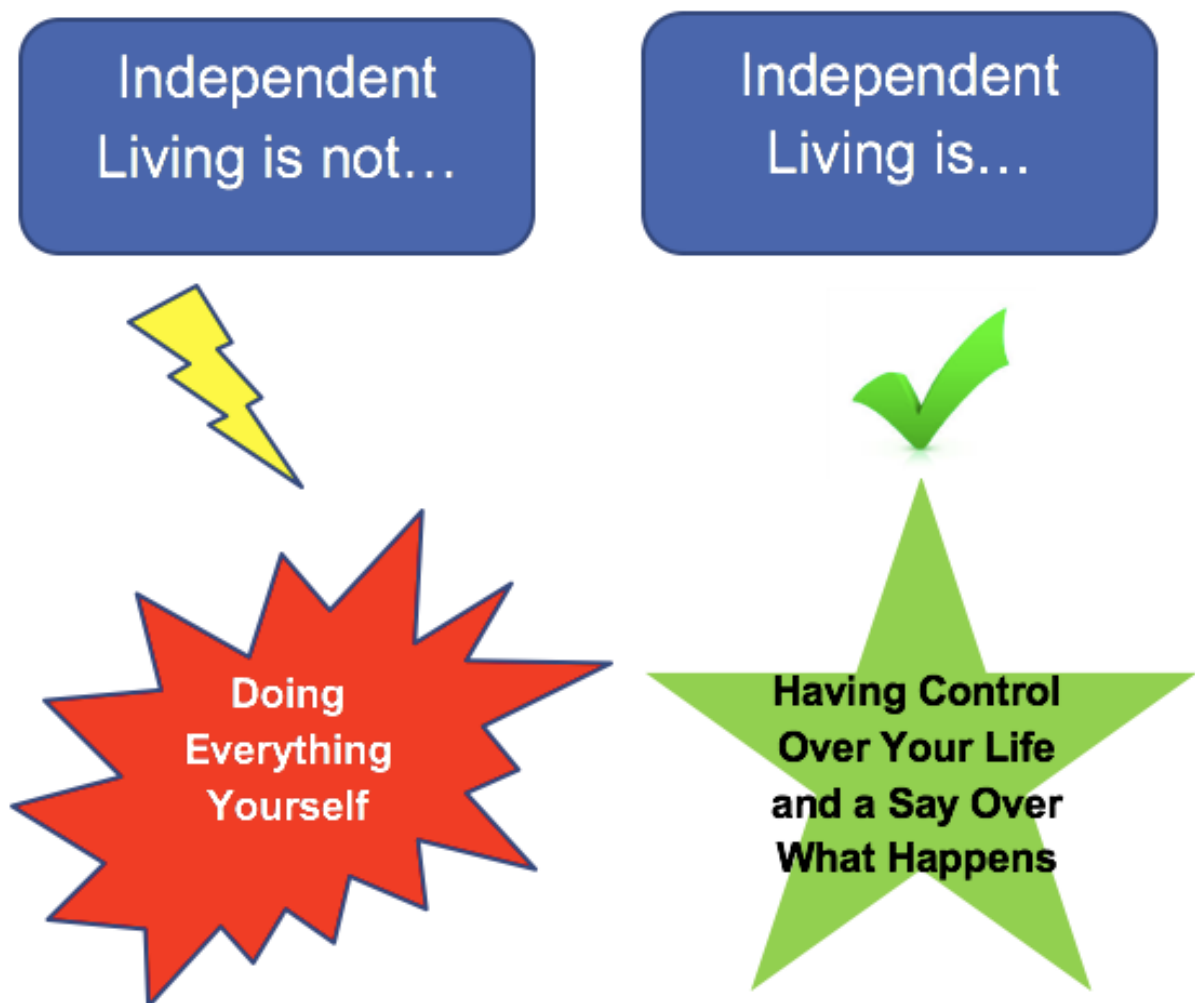 Independent
Living is not…
Independent
Living is…
Doing
Everything
Yourself
Having Control
Over Your Life
and a Say Over
What Happens